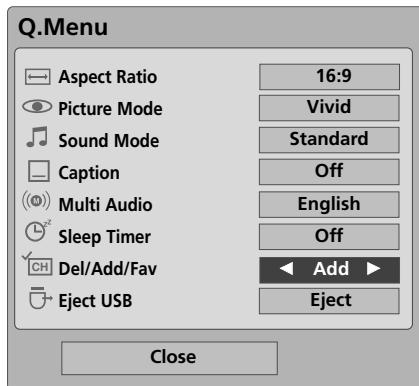 Q.Menu
Aspect Ratio 16:9
Picture Mode Vivid
Sound Mode Standard
Caption Off
((M)) Multi Audio English
zz Sleep Timer Off
CH Del/Add/Fav ◄ Add ►
Eject USB Eject
Close